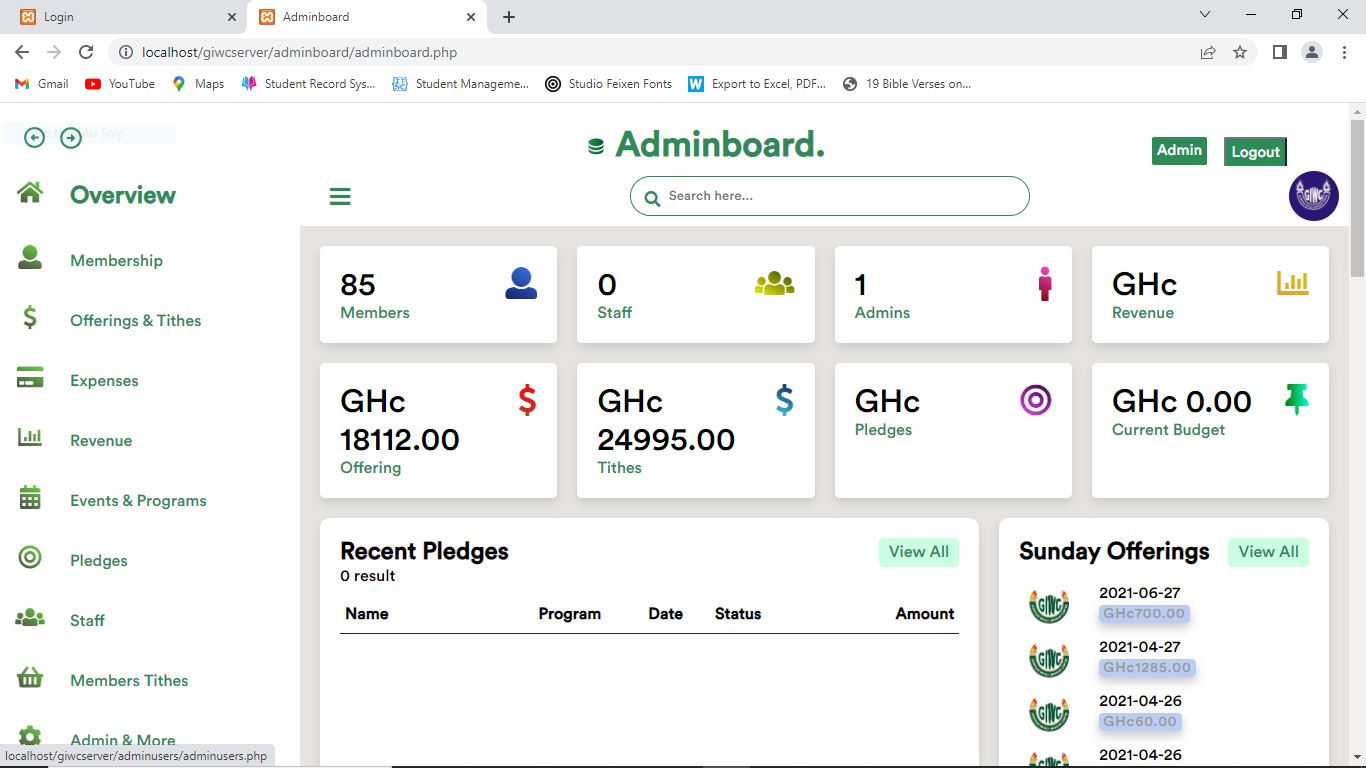 Login
Adminboard
localhost/giwcserver/adminboard/adminboard.php
Gmail
YouTube
Maps
Student Record Sys...
Student Manageme...
Studio Feixen Fonts
Export to Excel, PDF...
19 Bible Verses on...
Adminboard.
Admin
Logout
Overview
Search here...
GIWC
Membership
Offerings & Tithes
Expenses
Revenue
Events & Programs
Pledges
Staff
Members Tithes
Admin & More
85
Members
0
Staff
1
Admins
GHc
Revenue
GHc
18112.00
Offering
GHc
24995.00
Tithes
GHc
Pledges
GHc 0.00
Current Budget
Recent Pledges
View All
0 result
Name Program Date Status Amount
Sunday Offerings
View All
GIWC
2021-06-27
GHc700.00
GIWC
2021-04-27
GHc1285.00
GIWC
2021-04-26
GHc60.00
2021-04-26
localhost/giwcserver/adminusers/adminusers.php